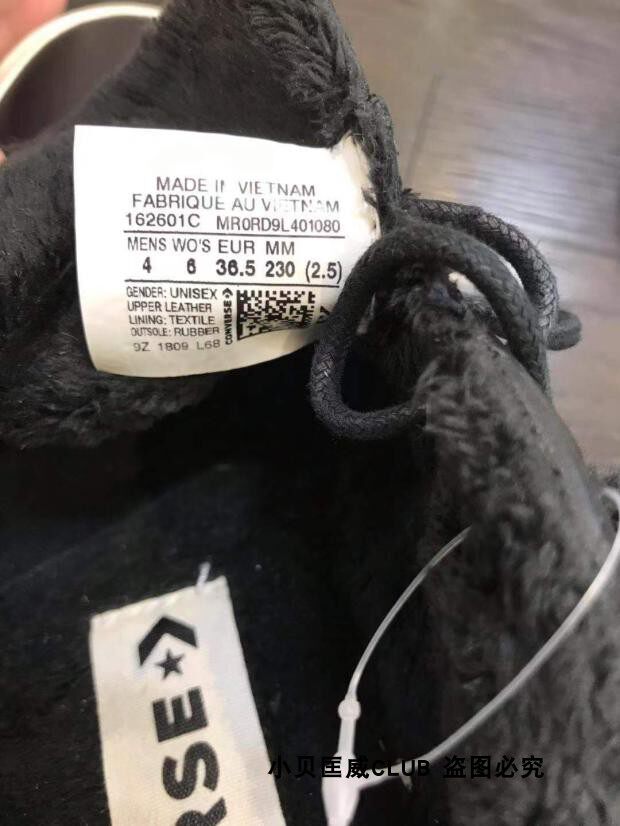 MADE IN VIETNAM
FABRIQUE AU VIETNAM
162601C MR0RD9L401080
MENS WO'S EUR MM
4 6 36.5 230 (2.5)
GENDER: UNISEX
UPPER LEATHER
LINING: TEXTILE
OUTSOLE: RUBBER
9Z 1809 L68
CONVERSE
ERSE
小贝匡威CLUB 盗图必究